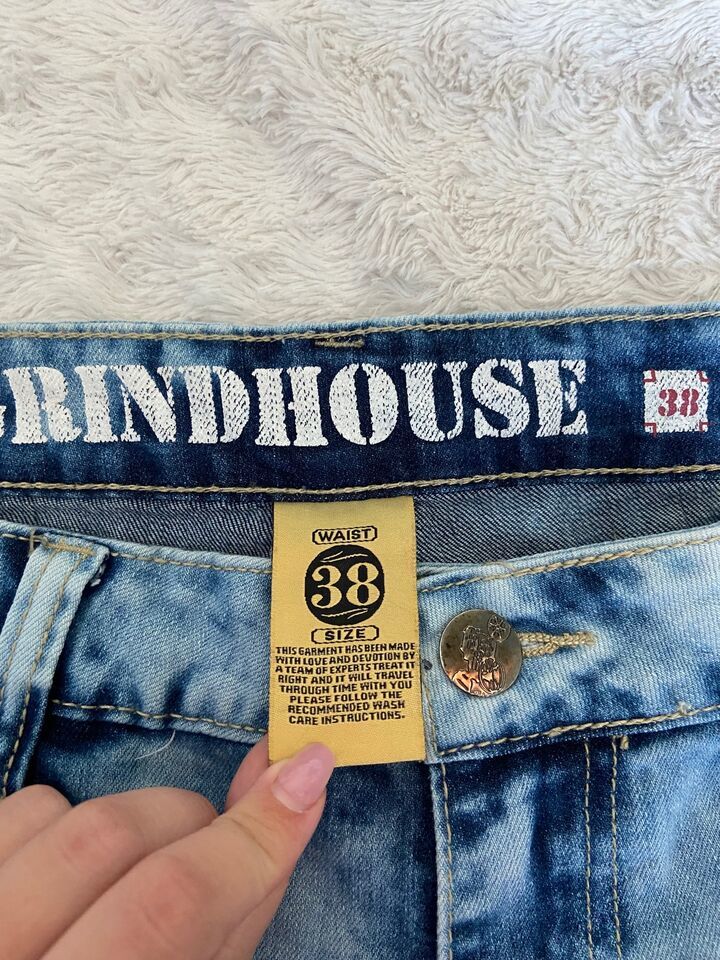 GRINDHOUSE
38
WAIST
38
SIZE
THIS GARMENT HAS BEEN MADE
WITH LOVE AND DEVOTION BY
A TEAM OF EXPERTS TREAT IT
RIGHT AND IT WILL TRAVEL
THROUGH TIME WITH YOU
PLEASE FOLLOW THE
RECOMMENDED WASH
CARE INSTRUCTIONS.